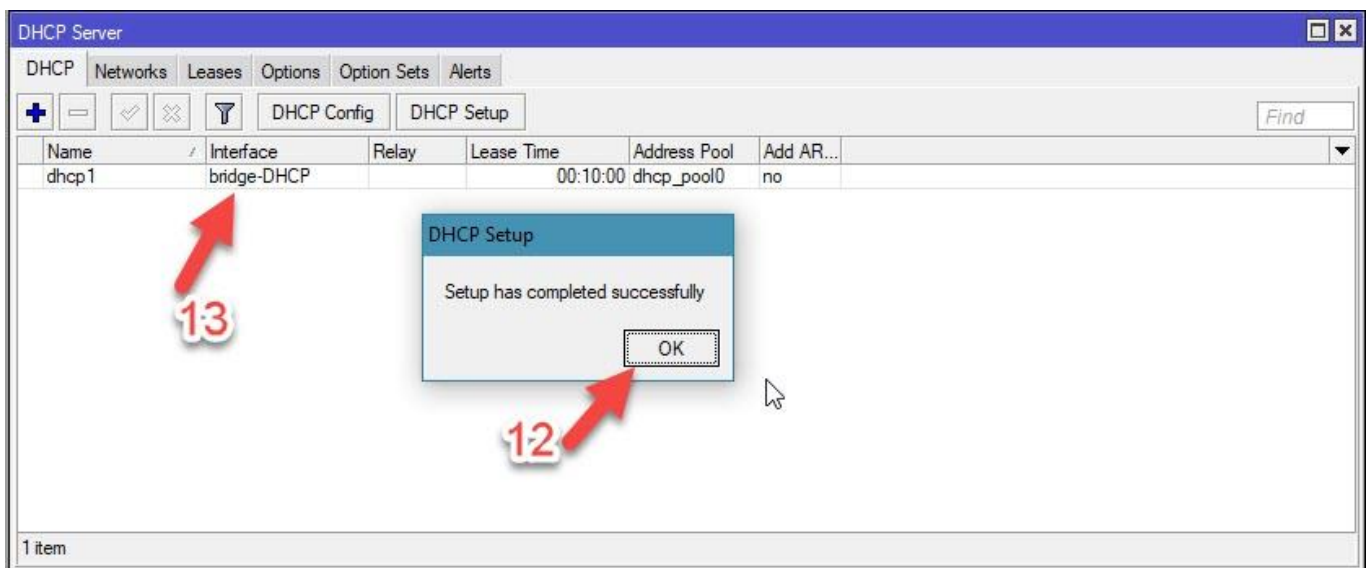 DHCP Server
DHCP Networks Leases Options Option Sets Alerts
DHCP Config DHCP Setup Find
Name Interface Relay Lease Time Address Pool Add AR...
dhcp1 bridge-DHCP 00:10:00 dhcp_pool0 no
DHCP Setup
Setup has completed successfully
13
OK
12
1 item